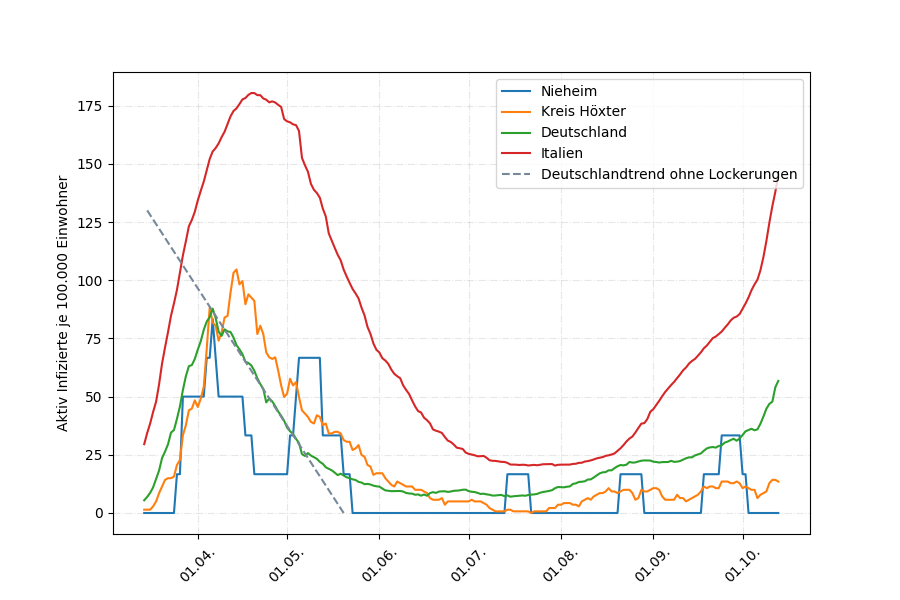 Nieheim
Kreis Höxter
Deutschland
Italien
Deutschlandtrend ohne Lockerungen
Aktiv Infizierte je 100.000 Einwohner
175
150
125
100
75
50
25
0
01.04.
01.05.
01.06.
01.07.
01.08.
01.09.
01.10.